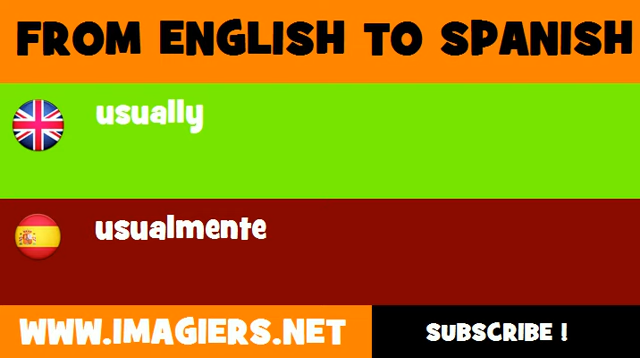 FROM ENGLISH TO SPANISH
usually
usualmente
WWW.IMAGIERS.NET
SUBSCRIBE !